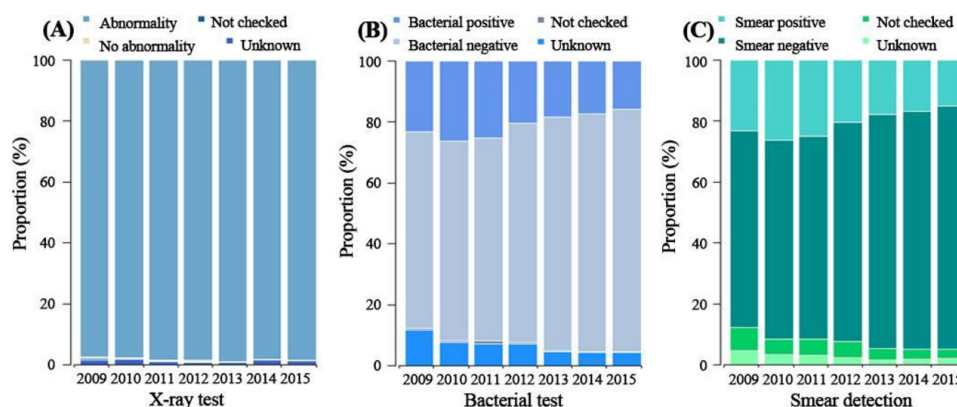 (A)
Abnormality
Not checked
No abnormality
Unknown
Proportion (%)
100
80
60
40
20
0
2009 2010 2011 2012 2013 2014 2015
X-ray test
(B)
Bacterial positive
Not checked
Bacterial negative
Unknown
Proportion (%)
100
80
60
40
20
0
2009 2010 2011 2012 2013 2014 2015
Bacterial test
(C)
Smear positive
Not checked
Smear negative
Unknown
Proportion (%)
100
80
60
40
20
0
2009 2010 2011 2012 2013 2014 2015
Smear detection